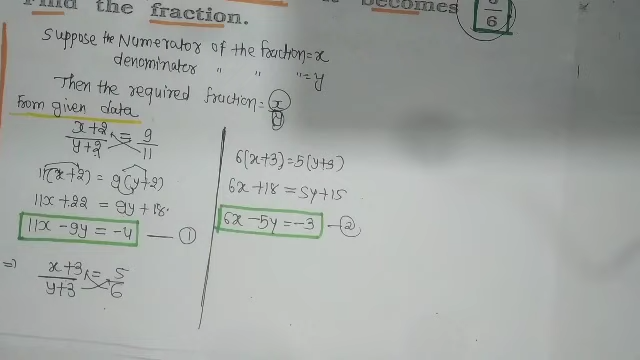 Find the fraction. becomes 5/6
Suppose the Numerator of the fraction = x
denominator " " " = y
Then the required fraction = x/y
From given data
x+2/y+2 = 9/11
11(x+2) = 9(y+2)
11x+22 = 9y+18.
11x-9y = -4 — ①
=> x+3/y+3 = 5/6
6(x+3) = 5(y+3)
6x+18 = 5y+15
6x-5y = -3 — ②